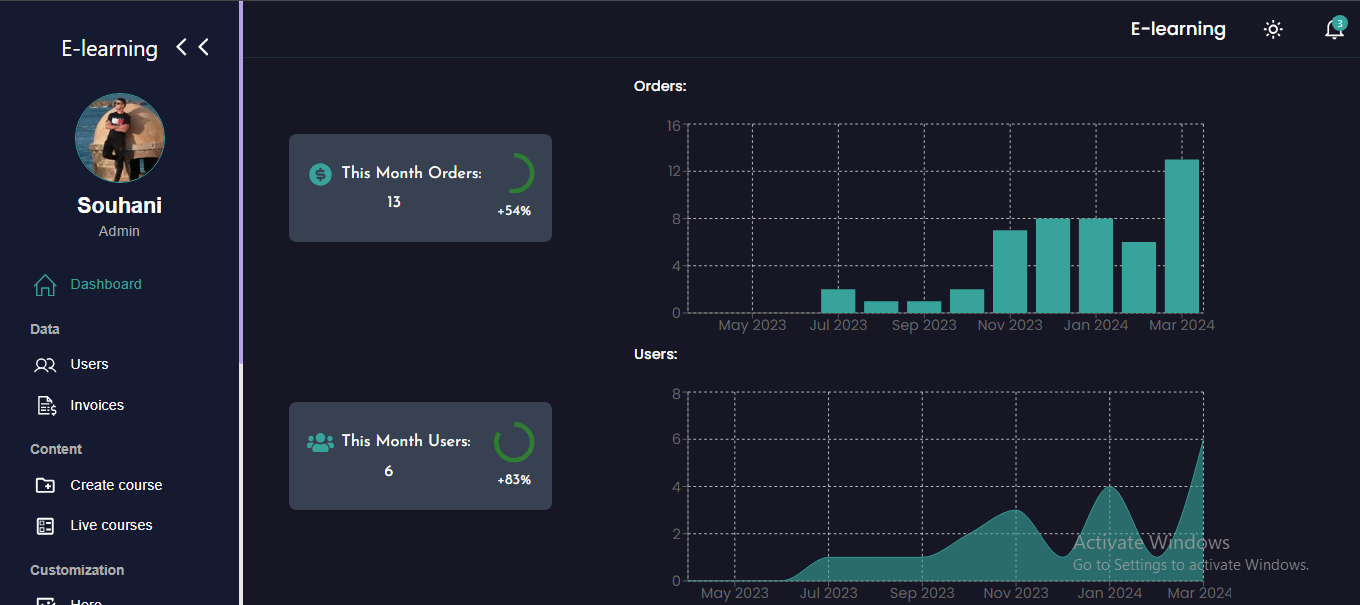 E-learning
Souhani
Admin
Dashboard
Data
Users
Invoices
Content
Create course
Live courses
Customization
Hero
E-learning
3
This Month Orders:
13
+54%
Orders:
16
12
8
4
0
May 2023 Jul 2023 Sep 2023 Nov 2023 Jan 2024 Mar 2024
This Month Users:
6
+83%
Users:
8
6
4
2
0
May 2023 Jul 2023 Sep 2023 Nov 2023 Jan 2024 Mar 2024
Activate Windows
Go to Settings to activate Windows.